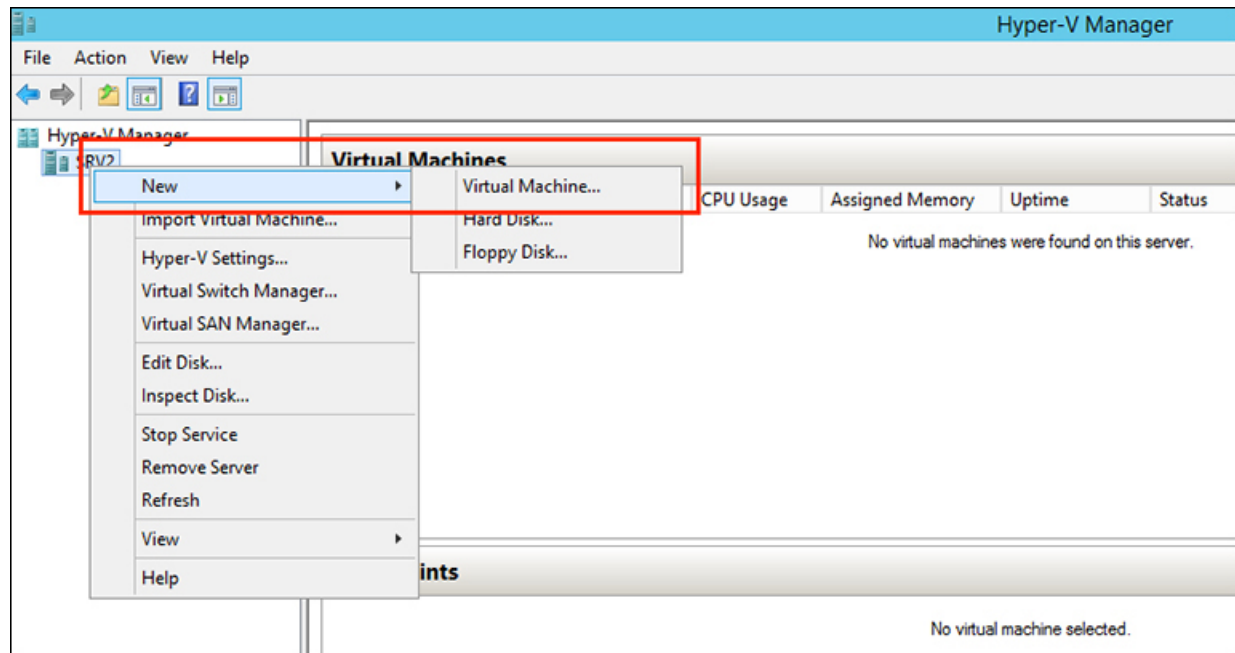 Hyper-V Manager
File Action View Help
Hyper-V Manager
SRV2
Virtual Machines
New
Virtual Machine...
CPU Usage Assigned Memory Uptime Status
Import Virtual Machine...
Hard Disk...
No virtual machines were found on this server.
Hyper-V Settings...
Floppy Disk...
Virtual Switch Manager...
Virtual SAN Manager...
Edit Disk...
Inspect Disk...
Stop Service
Remove Server
Refresh
View
Help
ints
No virtual machine selected.